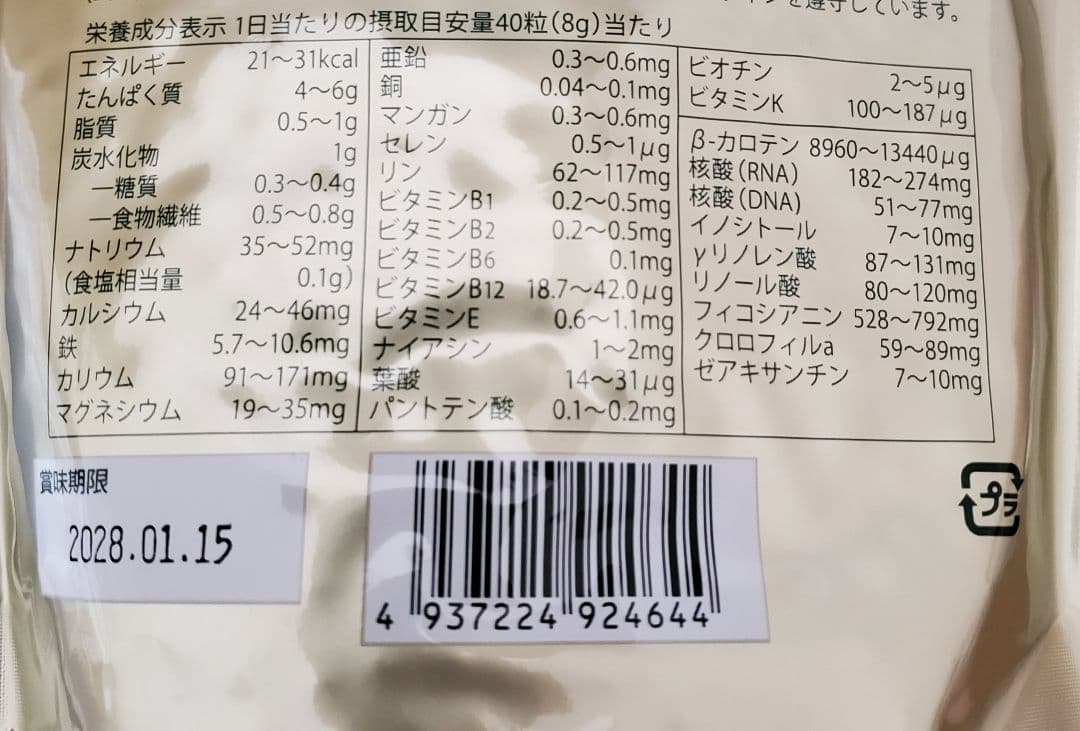 を遵守しています。
栄養成分表示 1日当たりの摂取目安量40粒(8g)当たり
エネルギー 21～31kcal
たんぱく質 4～6g
脂質 0.5～1g
炭水化物 1g
―糖質 0.3～0.4g
―食物繊維 0.5～0.8g
ナトリウム 35～52mg
(食塩相当量 0.1g)
カルシウム 24～46mg
鉄 5.7～10.6mg
カリウム 91～171mg
マグネシウム 19～35mg
亜鉛 0.3～0.6mg
銅 0.04～0.1mg
マンガン 0.3～0.6mg
セレン 0.5～1μg
リン 62～117mg
ビタミンB1 0.2～0.5mg
ビタミンB2 0.2～0.5mg
ビタミンB6 0.1mg
ビタミンB12 18.7～42.0μg
ビタミンE 0.6～1.1mg
ナイアシン 1～2mg
葉酸 14～31μg
パントテン酸 0.1～0.2mg
ビオチン 2～5μg
ビタミンK 100～187μg
β-カロテン 8960～13440μg
核酸(RNA) 182～274mg
核酸(DNA) 51～77mg
イノシトール 7～10mg
γリノレン酸 87～131mg
リノール酸 80～120mg
フィコシアニン 528～792mg
クロロフィルa 59～89mg
ゼアキサンチン 7～10mg
賞味期限
2028.01.15
4 937224 924644
プラ